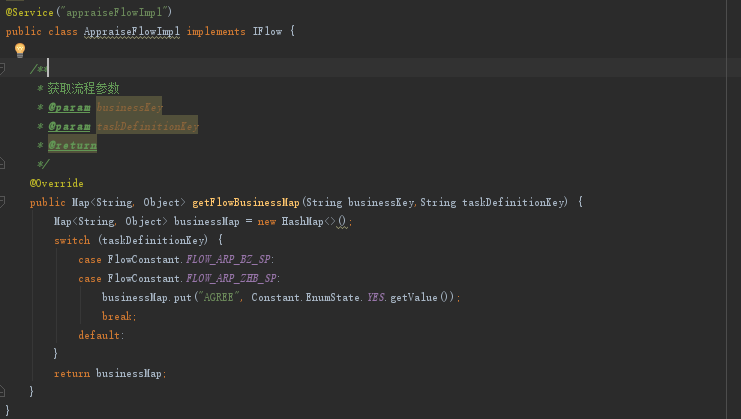 @Service("appraiseFlowImpl")
public class AppraiseFlowImpl implements IFlow {
/**
* 获取流程参数
* @param businessKey
* @param taskDefinitionKey
* @return
*/
@Override
public Map<String, Object> getFlowBusinessMap(String businessKey,String taskDefinitionKey) {
Map<String, Object> businessMap = new HashMap<>();
switch (taskDefinitionKey) {
case FlowConstant.FLOW_ARP_BZ_SP:
case FlowConstant.FLOW_ARP_ZHB_SP:
businessMap.put("AGREE", Constant.EnumState.YES.getValue());
break;
default:
}
return businessMap;
}
}